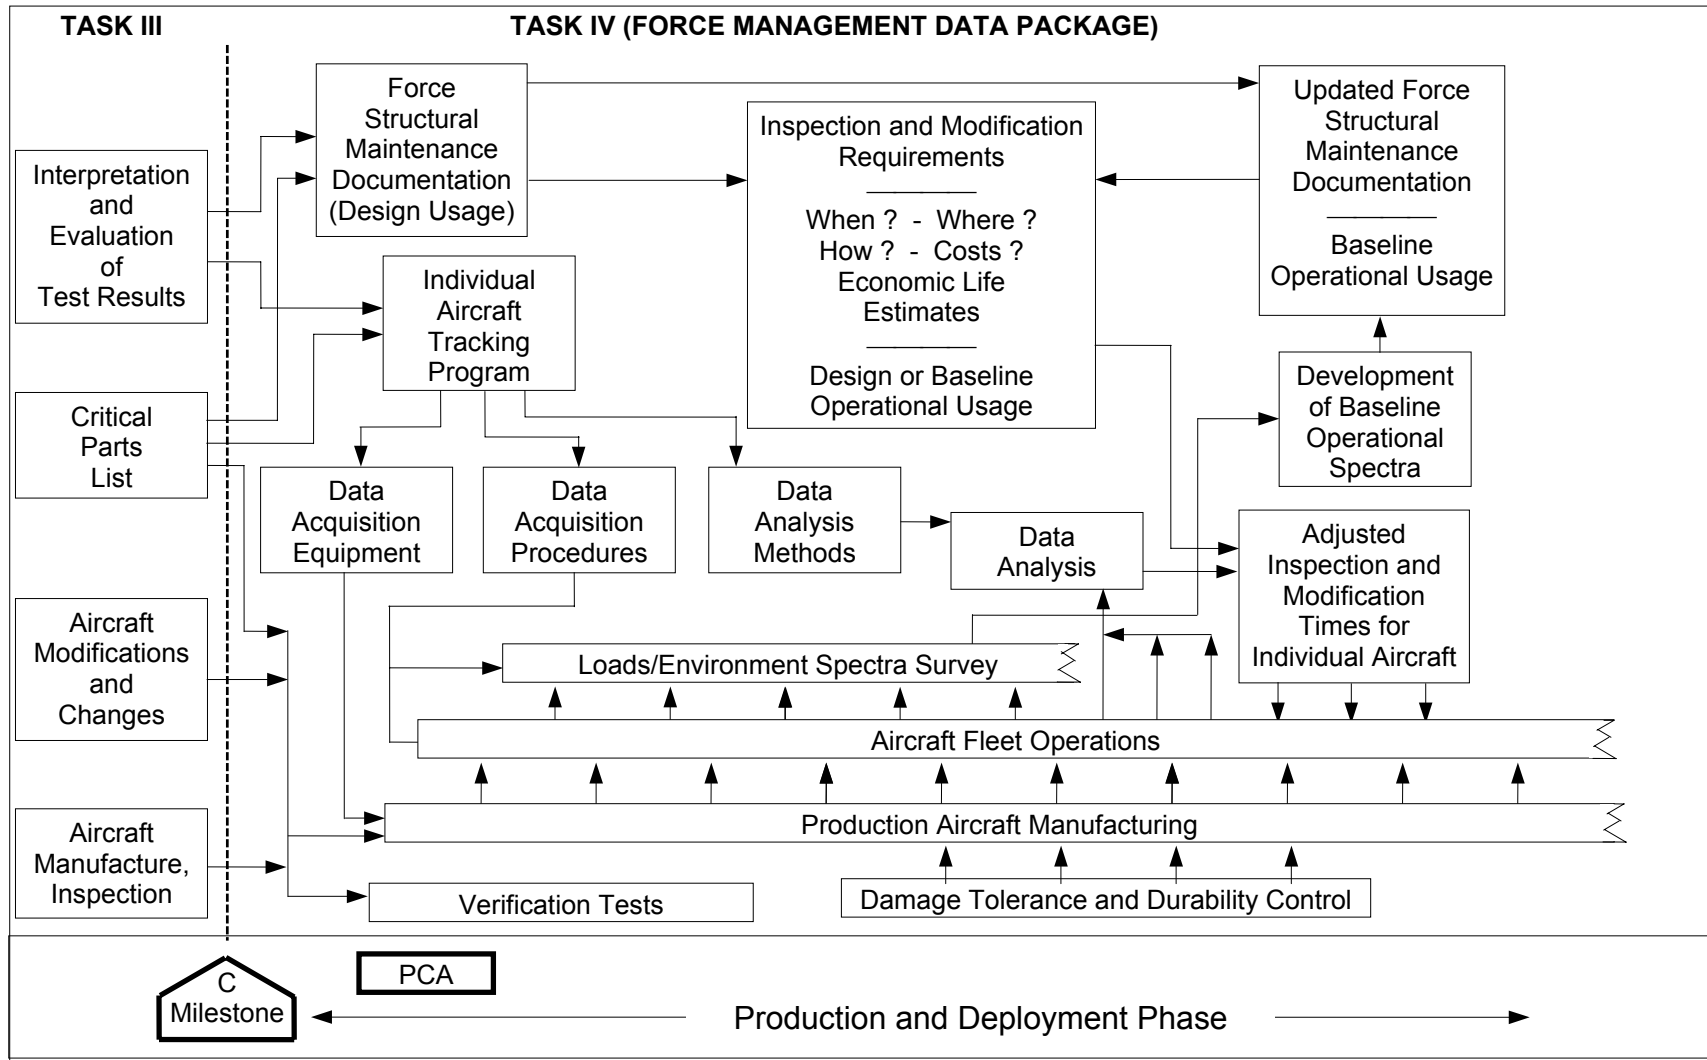 TASK III
TASK IV (FORCE MANAGEMENT DATA PACKAGE)
Interpretation
and
Evaluation
of
Test Results
Critical
Parts
List
Aircraft
Modifications
and
Changes
Aircraft
Manufacture,
Inspection
Force
Structural
Maintenance
Documentation
(Design Usage)
Individual
Aircraft
Tracking
Program
Data
Acquisition
Equipment
Data
Acquisition
Procedures
Data
Analysis
Methods
Data
Analysis
Inspection and Modification
Requirements
When ? - Where ?
How ? - Costs ?
Economic Life
Estimates
Design or Baseline
Operational Usage
Updated Force
Structural
Maintenance
Documentation
Baseline
Operational Usage
Development
of Baseline
Operational
Spectra
Adjusted
Inspection and
Modification
Times for
Individual Aircraft
Loads/Environment Spectra Survey
Aircraft Fleet Operations
Production Aircraft Manufacturing
Verification Tests
Damage Tolerance and Durability Control
C
Milestone
PCA
Production and Deployment Phase